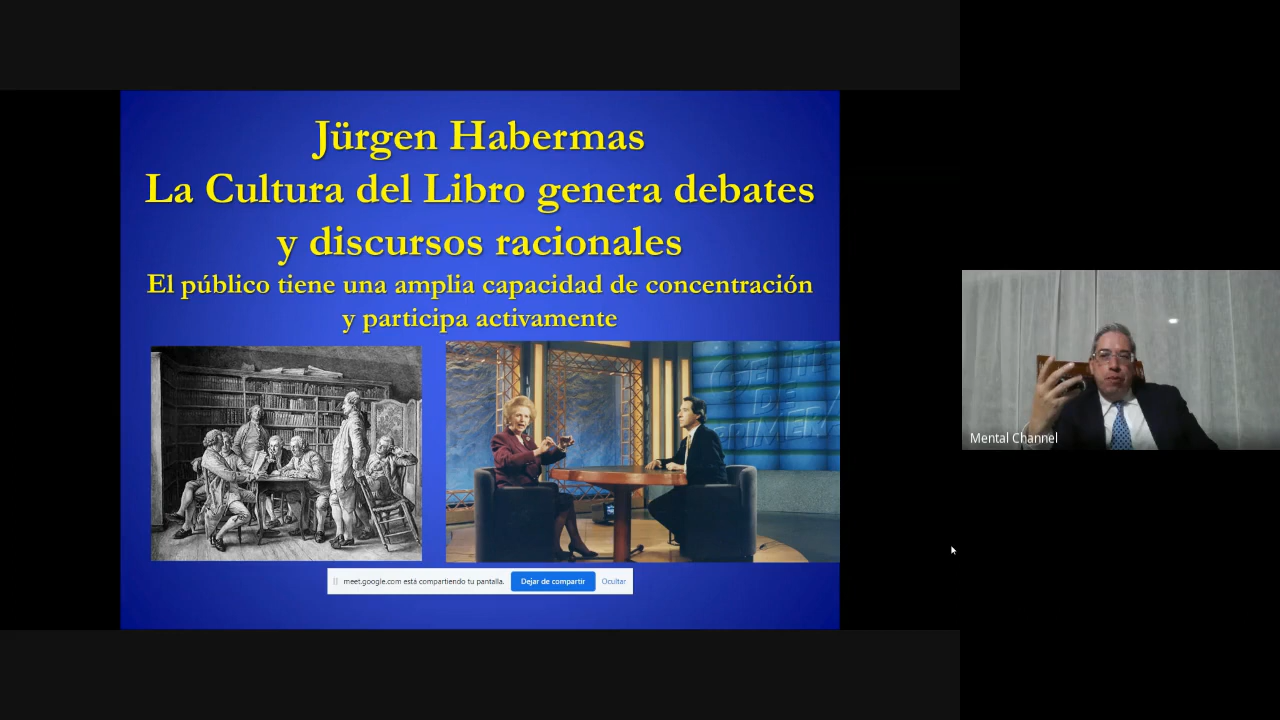 Jürgen Habermas
La Cultura del Libro genera debates
y discursos racionales
El público tiene una amplia capacidad de concentración
y participa activamente
meet.google.com está compartiendo tu pantalla. Dejar de compartir Ocultar
Mental Channel